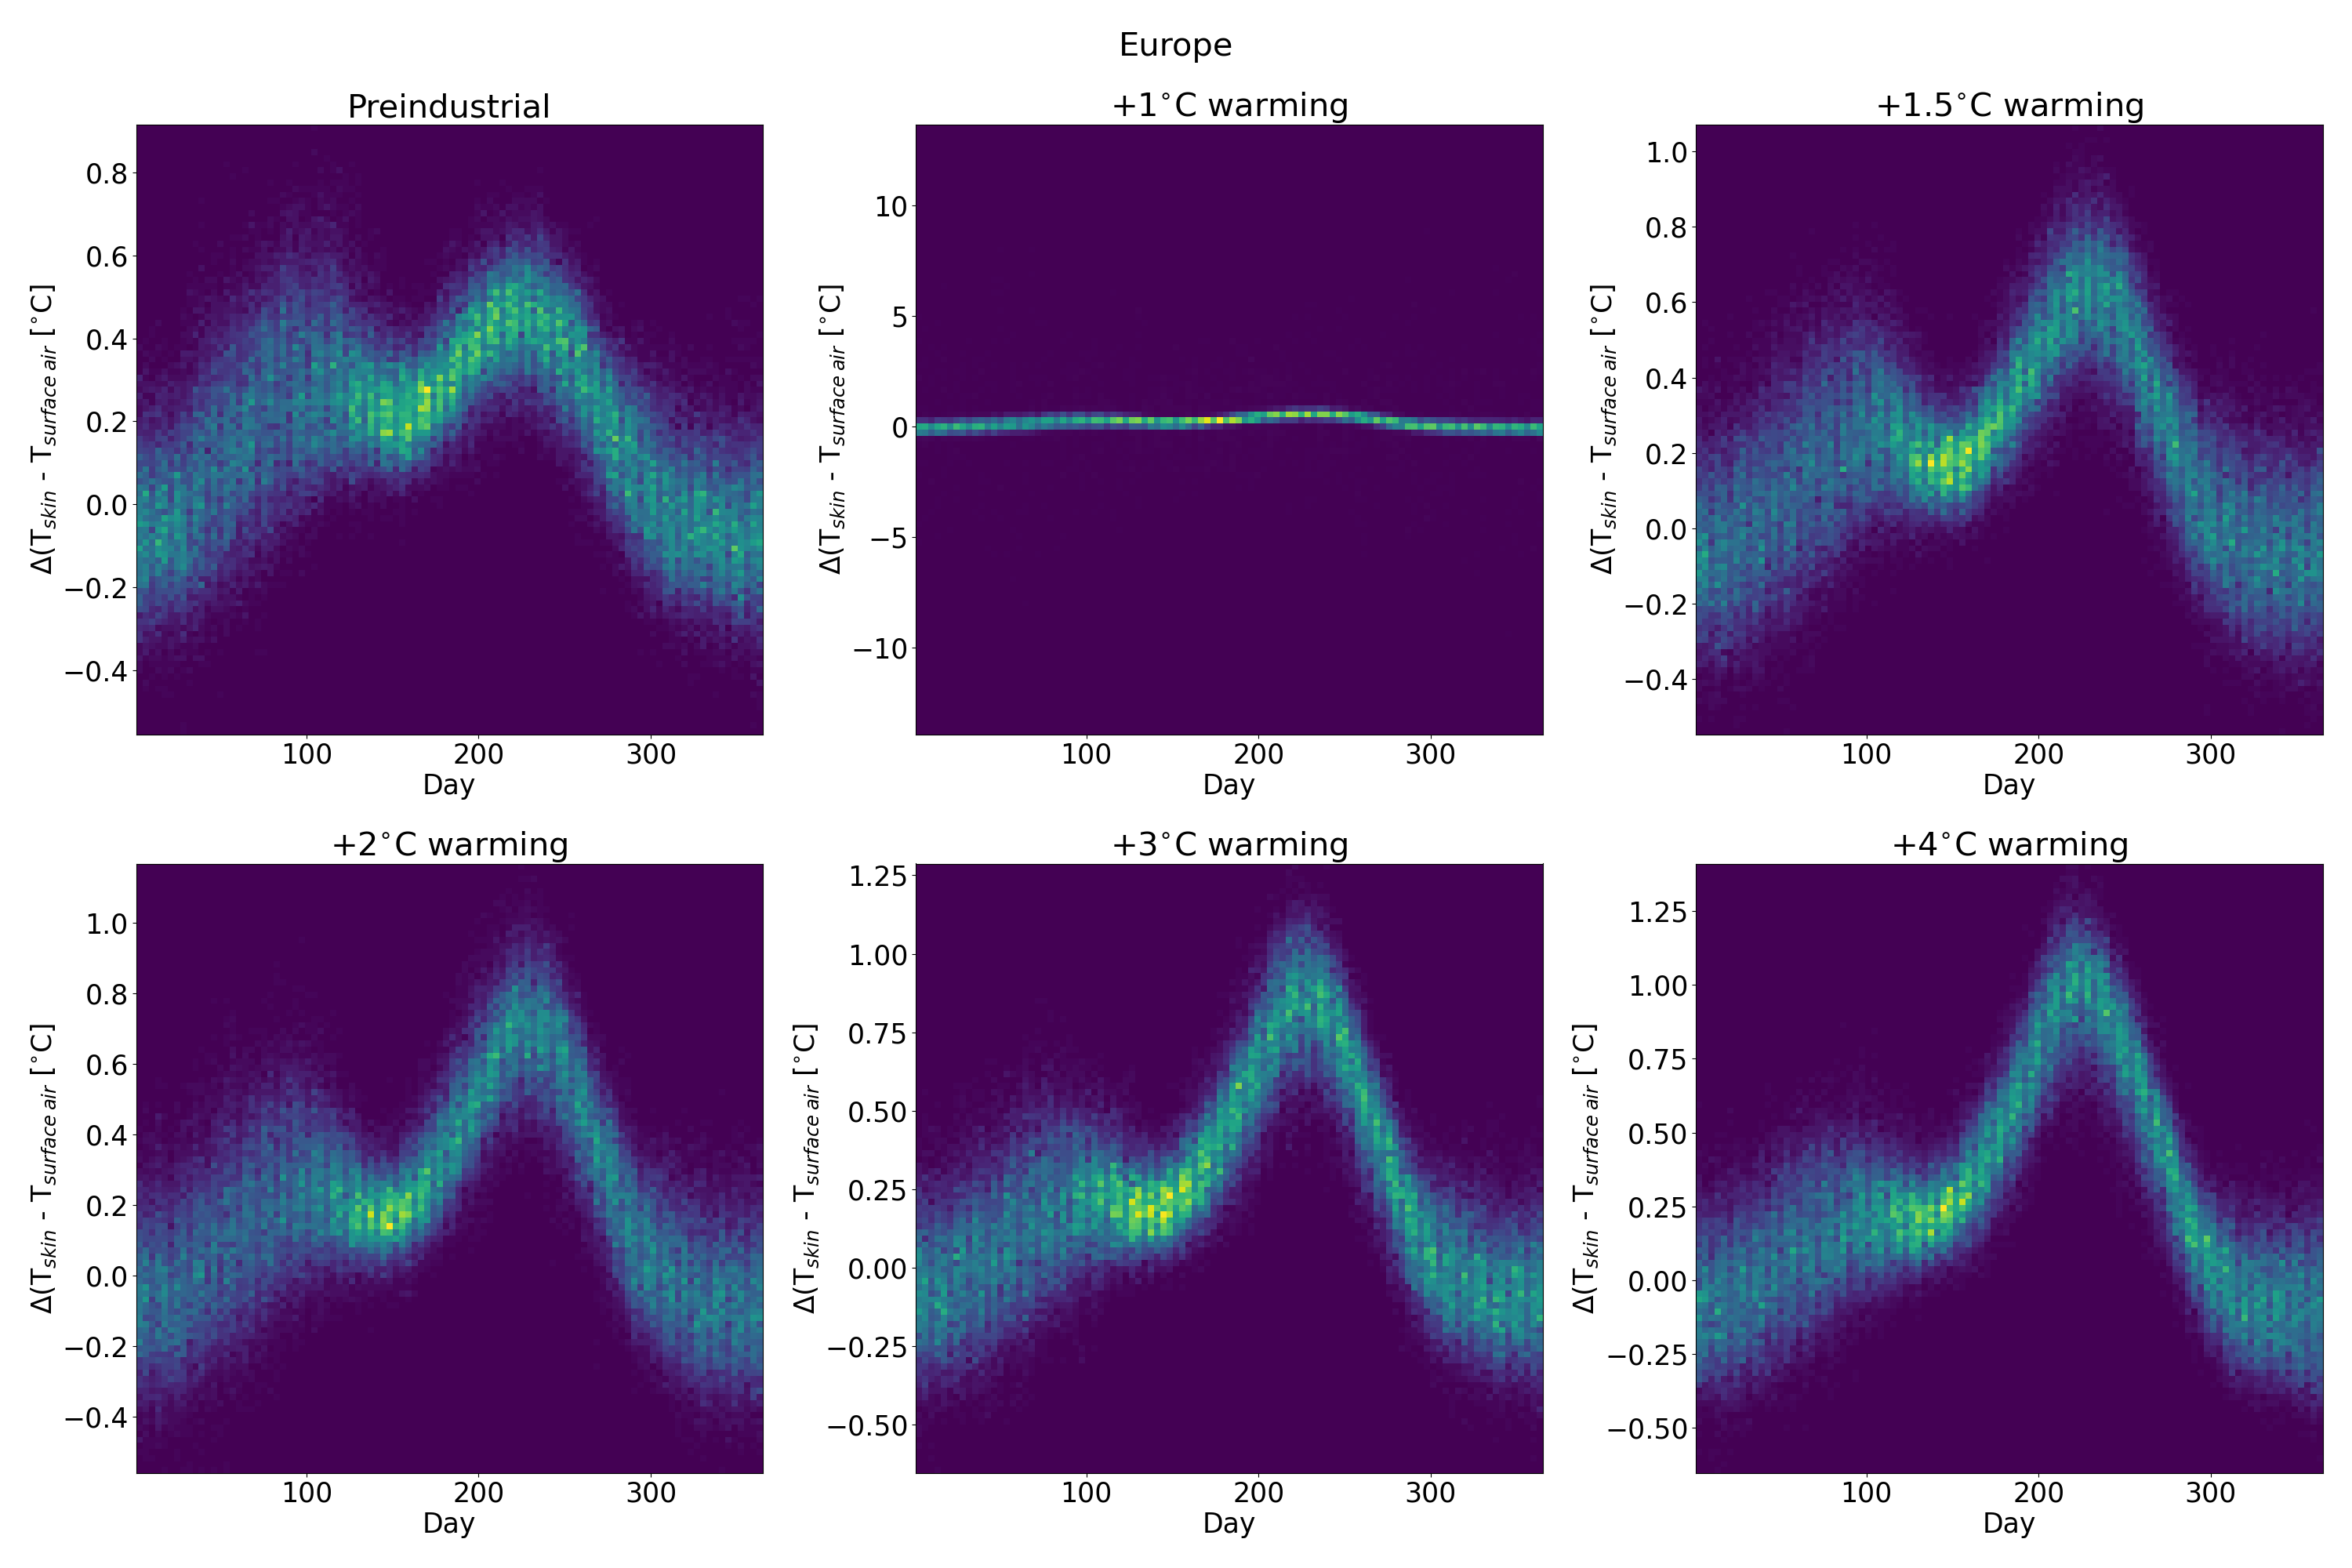 Europe
Preindustrial
+1°C warming
+1.5°C warming
0.8
0.6
0.4
0.2
0.0
−0.2
−0.4
Δ(T_skin - T_surface air [°C]
100 200 300
Day
10
5
0
−5
−10
Δ(T_skin - T_surface air [°C]
100 200 300
Day
1.0
0.8
0.6
0.4
0.2
0.0
−0.2
−0.4
Δ(T_skin - T_surface air [°C]
100 200 300
Day
+2°C warming
+3°C warming
+4°C warming
1.0
0.8
0.6
0.4
0.2
0.0
−0.2
−0.4
Δ(T_skin - T_surface air [°C]
100 200 300
Day
1.25
1.00
0.75
0.50
0.25
0.00
−0.25
−0.50
Δ(T_skin - T_surface air [°C]
100 200 300
Day
1.25
1.00
0.75
0.50
0.25
0.00
−0.25
−0.50
Δ(T_skin - T_surface air [°C]
100 200 300
Day